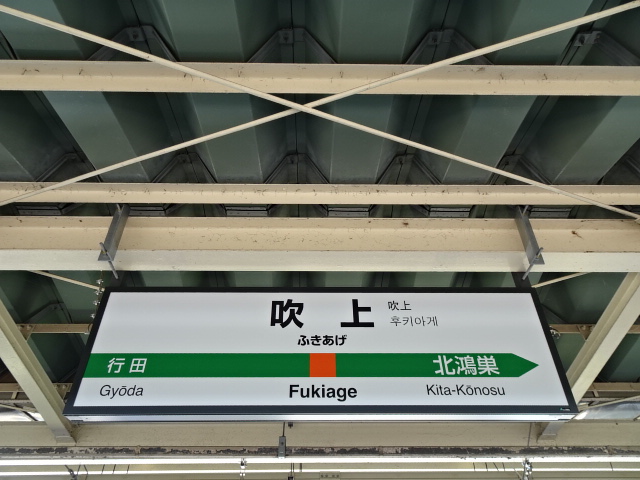 吹上
吹上
후키아게
ふきあげ
行田
北鴻巣
Gyōda
Fukiage
Kita-Kōnosu